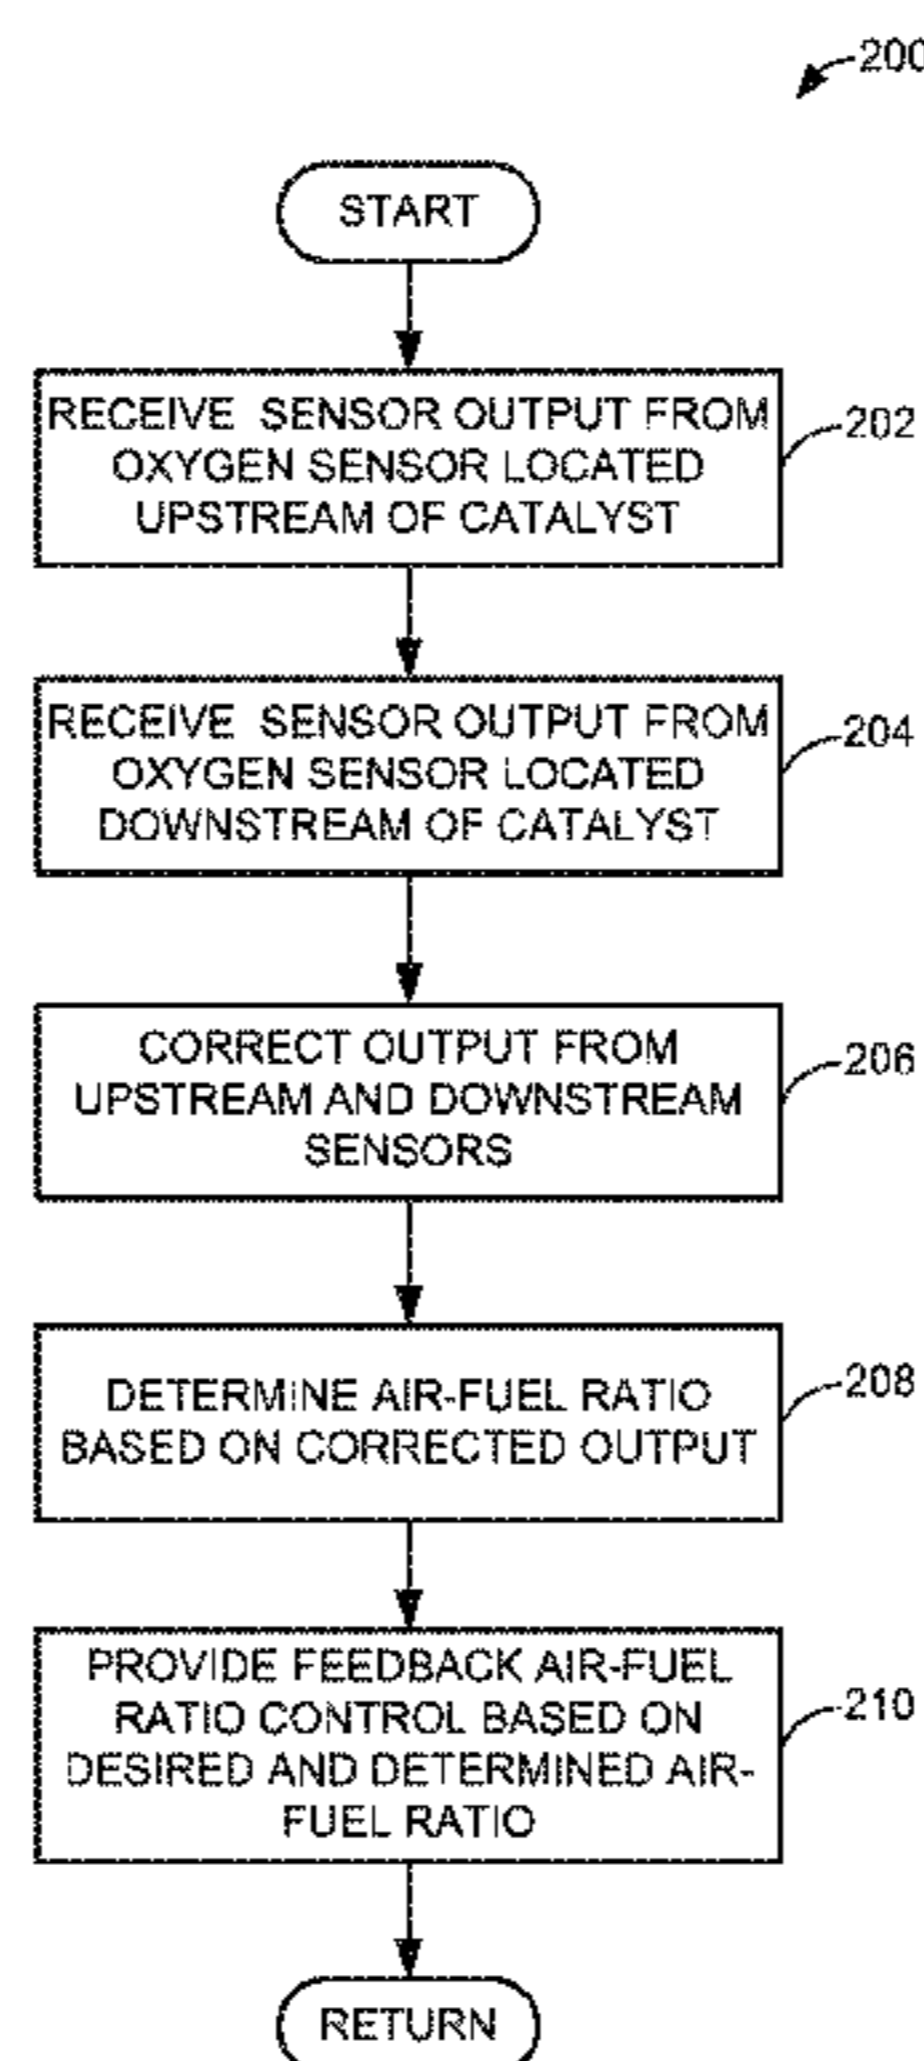 200
START
RECEIVE SENSOR OUTPUT FROM
OXYGEN SENSOR LOCATED
UPSTREAM OF CATALYST
202
RECEIVE SENSOR OUTPUT FROM
OXYGEN SENSOR LOCATED
DOWNSTREAM OF CATALYST
204
CORRECT OUTPUT FROM
UPSTREAM AND DOWNSTREAM
SENSORS
206
DETERMINE AIR-FUEL RATIO
BASED ON CORRECTED OUTPUT
208
PROVIDE FEEDBACK AIR-FUEL
RATIO CONTROL BASED ON
DESIRED AND DETERMINED AIR-
FUEL RATIO
210
RETURN